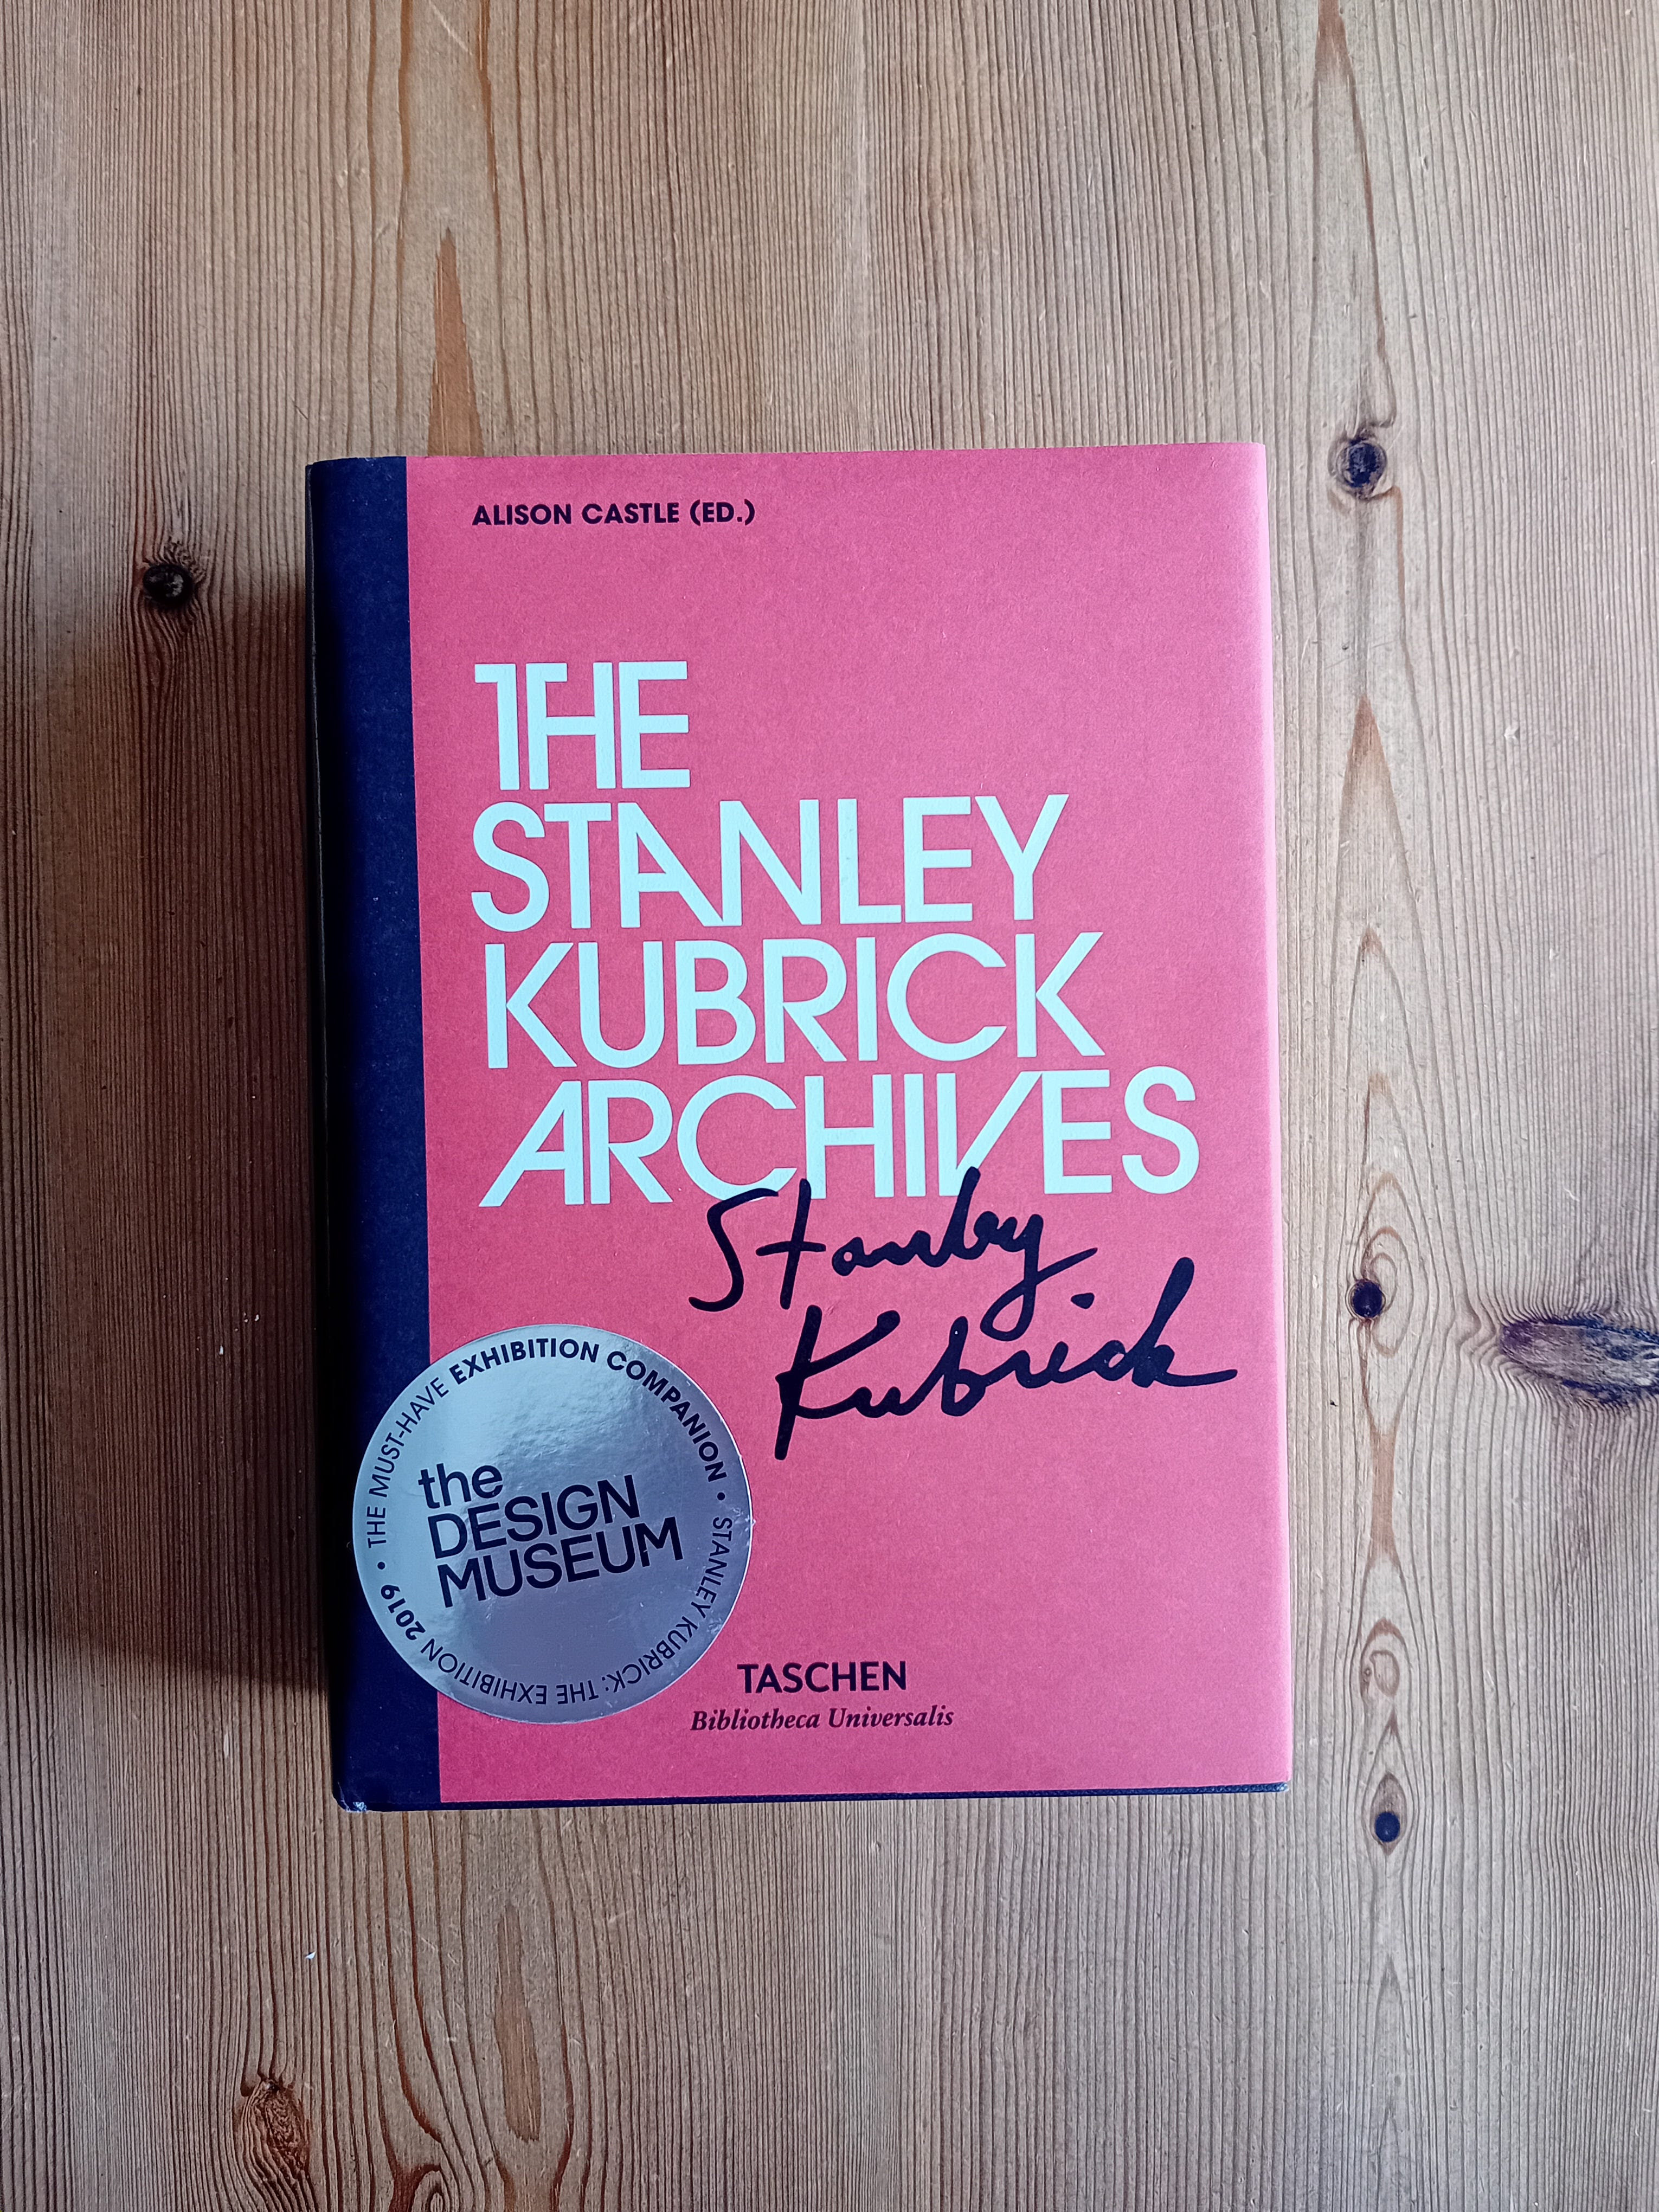 ALISON CASTLE (ED.)
THE
STANLEY
KUBRICK
ARCHIVES
Stanley
Kubrick
• THE MUST-HAVE EXHIBITION COMPANION • STANLEY KUBRICK: THE EXHIBITION 2019
the
DESIGN
MUSEUM
TASCHEN
Bibliotheca Universalis